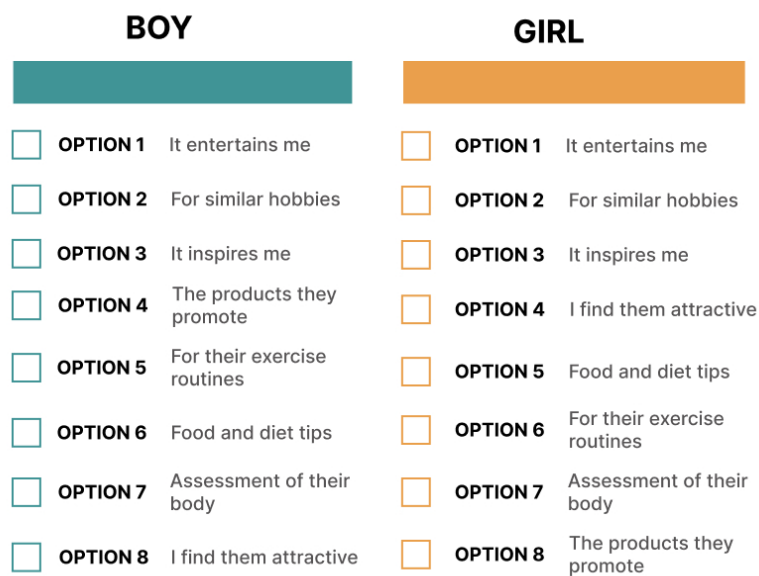 BOY
OPTION 1 It entertains me
OPTION 2 For similar hobbies
OPTION 3 It inspires me
OPTION 4 The products they
promote
OPTION 5 For their exercise
routines
OPTION 6 Food and diet tips
OPTION 7 Assessment of their
body
OPTION 8 I find them attractive
GIRL
OPTION 1 It entertains me
OPTION 2 For similar hobbies
OPTION 3 It inspires me
OPTION 4 I find them attractive
OPTION 5 Food and diet tips
OPTION 6 For their exercise
routines
OPTION 7 Assessment of their
body
OPTION 8 The products they
promote